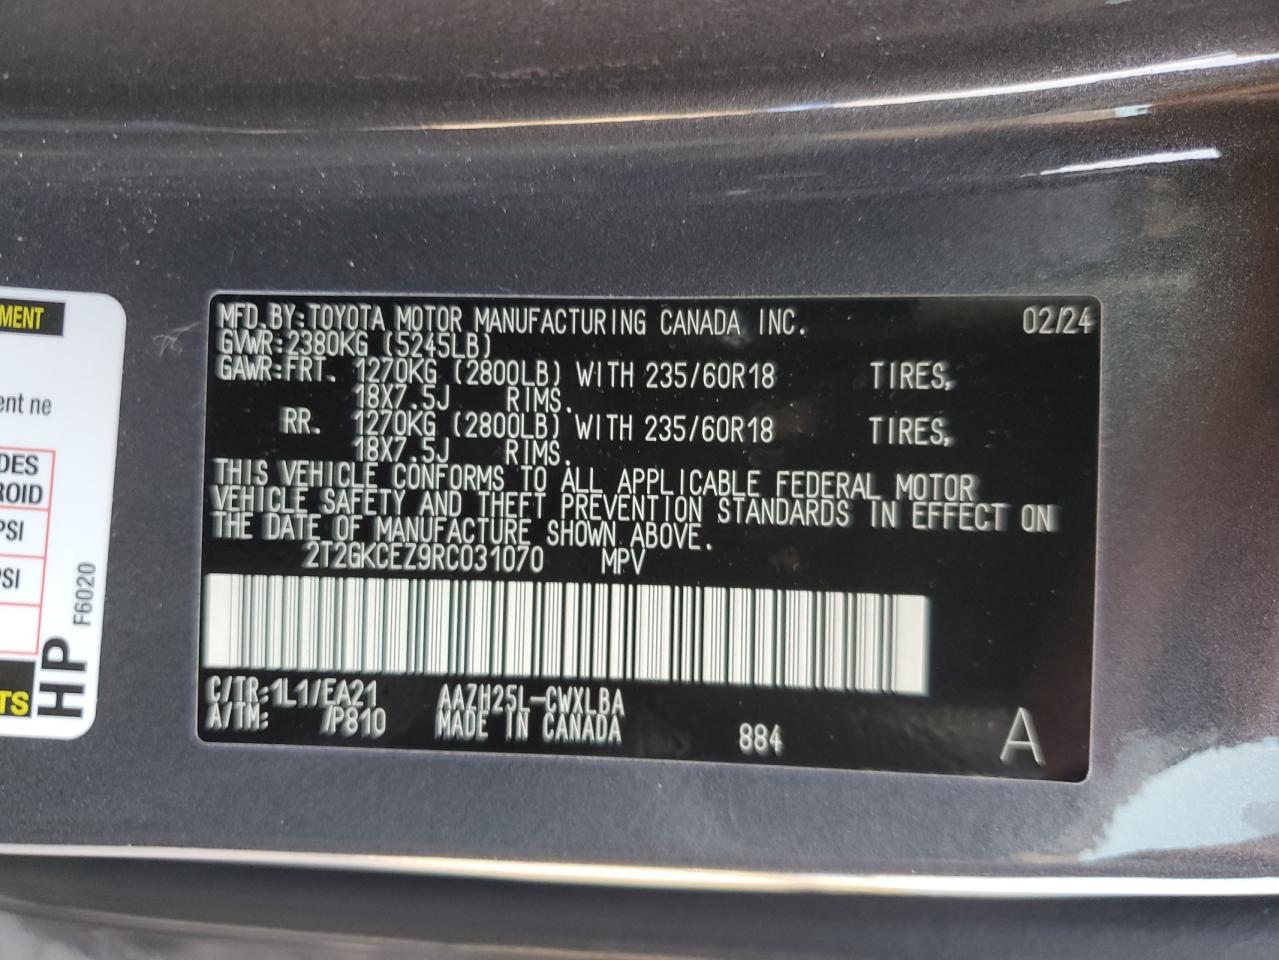 MENT
ent ne
DES
ROID
PSI
PSI
TS
HP
F6020
MFD.BY:TOYOTA MOTOR MANUFACTURING CANADA INC. 02/24
GVWR:2380KG (5245LB)
GAWR:FRT. 1270KG (2800LB) WITH 235/60R18 TIRES,
18X7.5J RIMS.
RR. 1270KG (2800LB) WITH 235/60R18 TIRES,
18X7.5J RIMS.
THIS VEHICLE CONFORMS TO ALL APPLICABLE FEDERAL MOTOR
VEHICLE SAFETY AND THEFT PREVENTION STANDARDS IN EFFECT ON
THE DATE OF MANUFACTURE SHOWN ABOVE.
2T2GKCEZ9RC031070 MPV
C/TR:1L1/EA21 AAZH25L-CWXLBA
A/TM: /P810 MADE IN CANADA 884 A